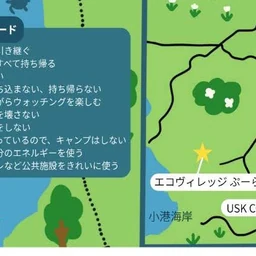 ード
引き継ぐ
すべて持ち帰る
い
ち込まない、持ち帰らない
がらウォッチングを楽しむ
を壊さない
をしない
っているので、キャンプはしない
分のエネルギーを使う
レなど公共施設をきれいに使う
エコヴィレッジ ぷーら
小港海岸
USK C